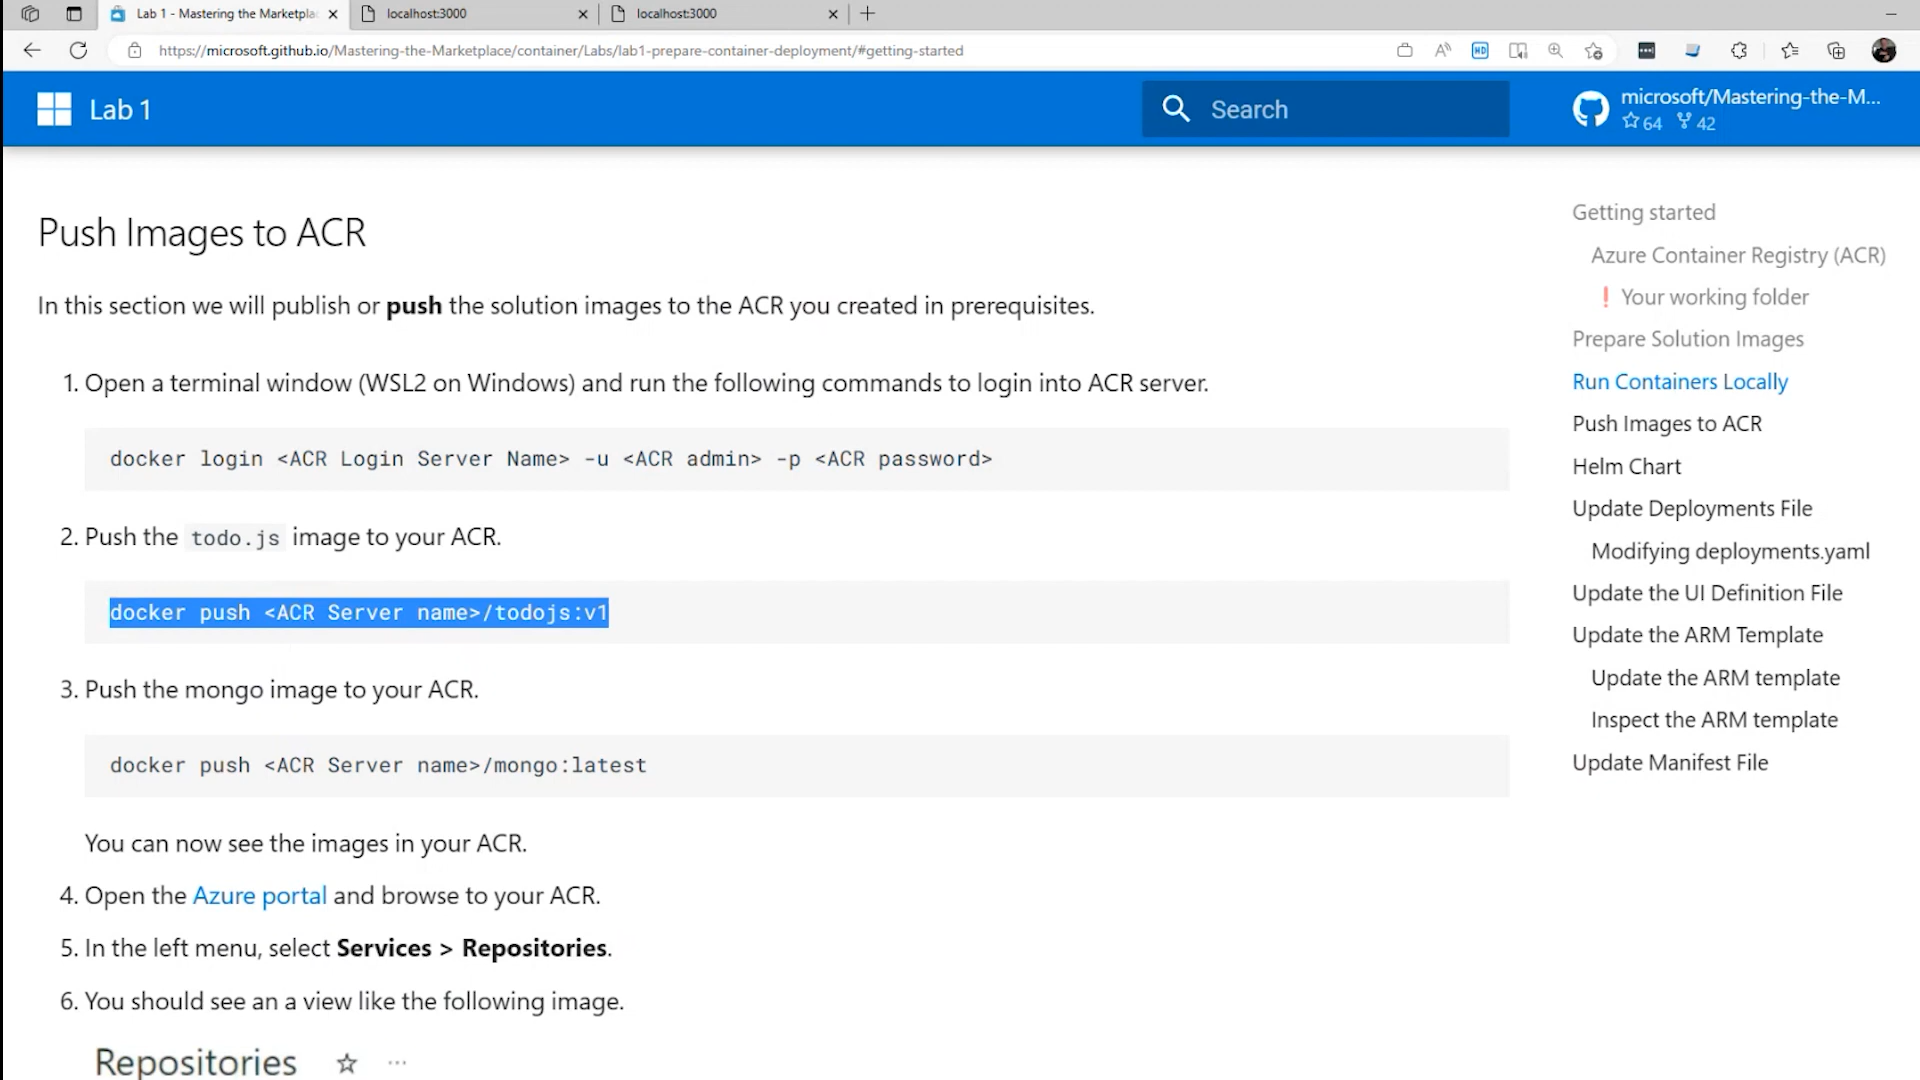 Lab 1 - Mastering the Marketplac
localhost:3000
localhost:3000
https://microsoft.github.io/Mastering-the-Marketplace/container/Labs/lab1-prepare-container-deployment/#getting-started
HD
Lab 1
Search
microsoft/Mastering-the-M...
64 42
Push Images to ACR
In this section we will publish or push the solution images to the ACR you created in prerequisites.
1. Open a terminal window (WSL2 on Windows) and run the following commands to login into ACR server.
docker login <ACR Login Server Name> -u <ACR admin> -p <ACR password>
2. Push the todo.js image to your ACR.
docker push <ACR Server name>/todojs:v1
3. Push the mongo image to your ACR.
docker push <ACR Server name>/mongo:latest
You can now see the images in your ACR.
4. Open the Azure portal and browse to your ACR.
5. In the left menu, select Services > Repositories.
6. You should see an a view like the following image.
Repositories ☆ ...
Getting started
Azure Container Registry (ACR)
❗ Your working folder
Prepare Solution Images
Run Containers Locally
Push Images to ACR
Helm Chart
Update Deployments File
Modifying deployments.yaml
Update the UI Definition File
Update the ARM Template
Update the ARM template
Inspect the ARM template
Update Manifest File